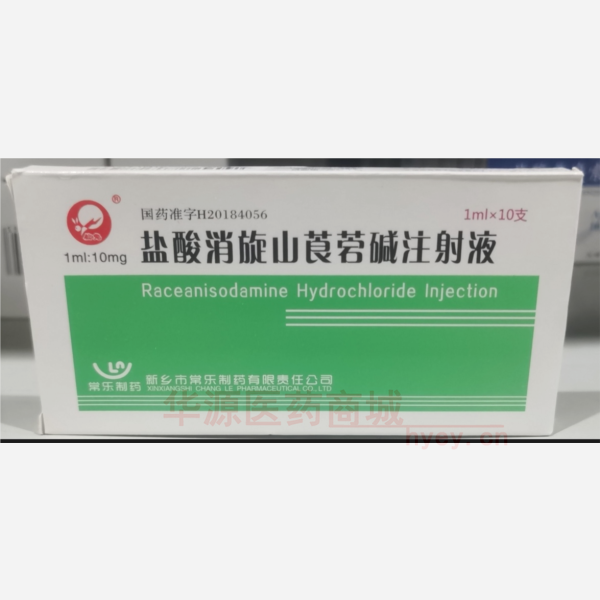 ®
国药准字H20184056
1ml×10支
1ml:10mg
盐酸消旋山莨菪碱注射液
Raceanisodamine Hydrochloride Injection
常乐制药
新乡市常乐制药有限责任公司
XINXIANGSHI CHANG LE PHARMACEUTICAL CO.,LTD
华源医药商城
hyey.cn